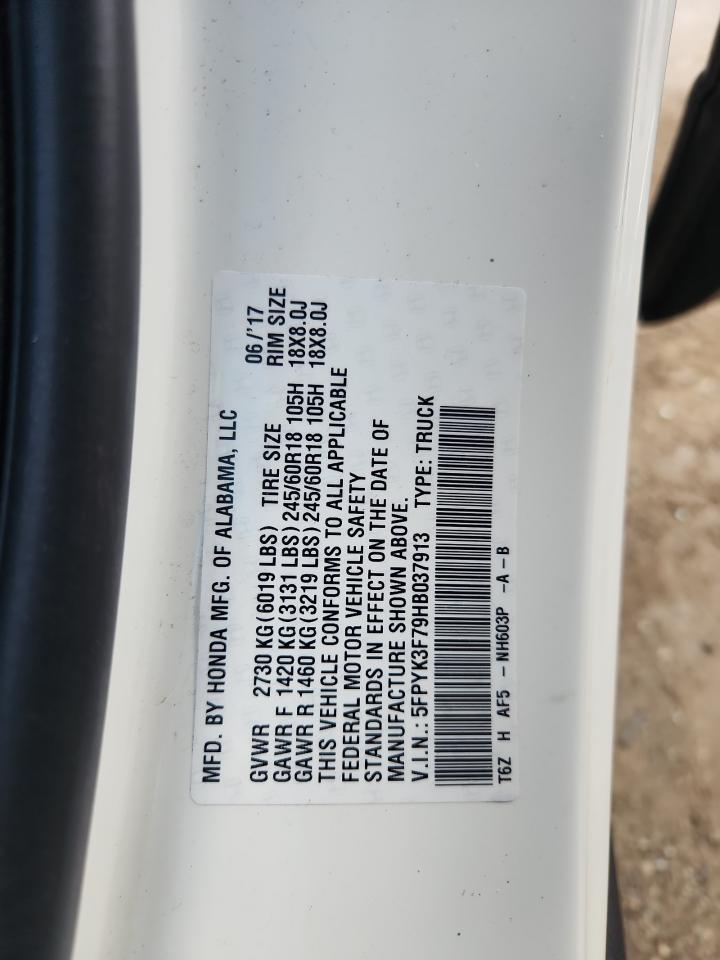 MFD. BY HONDA MFG. OF ALABAMA, LLC 06/'17
GVWR 2730 KG(6019 LBS) TIRE SIZE RIM SIZE
GAWR F 1420 KG(3131 LBS)245/60R18 105H 18X8.0J
GAWR R 1460 KG(3219 LBS)245/60R18 105H 18X8.0J
THIS VEHICLE CONFORMS TO ALL APPLICABLE
FEDERAL MOTOR VEHICLE SAFETY
STANDARDS IN EFFECT ON THE DATE OF
MANUFACTURE SHOWN ABOVE.
V.I.N.: 5FPYK3F79HB037913 TYPE: TRUCK
T6Z H AF5 - NH603P -A-B